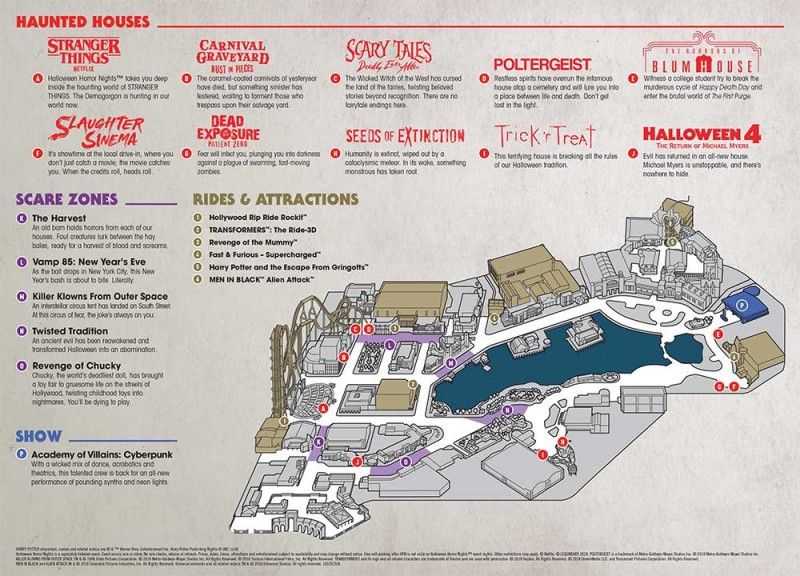 HAUNTED HOUSES
STRANGER
THINGS
NETFLIX
A Halloween Horror Nights™ takes you deep
inside the haunting world of STRANGER
THINGS. The Demogorgon is hunting in our
world now.
CARNIVAL
GRAVEYARD
RUST IN PIECES
B The caramel-coated carnivals of yesteryear
have died, but something sinister has
festered, waiting to torment those who
trespass upon their salvage yard.
SCARY TALES
Deadly Ever After
C The Wicked Witch of the West has cursed
the land of fairies, twisting beloved
stories beyond recognition. There are no
fairytale endings here.
POLTERGEIST
D Restless spirits have overrun the infamous
house atop a cemetery and will lure you into
a place between life and death. Don't get
lost in the light.
THE HORRORS OF
BLUMHOUSE
E Witness a college student try to break the
murderous cycle of Happy Death Day and
enter the brutal world of The First Purge.
SLAUGHTER
SINEMA
F It's showtime at the local drive-in, where you
don't just catch a movie; the movie catches
you. When the credits roll, heads roll.
DEAD
EXPOSURE
PATIENT ZERO
G Fear will infect you, plunging you into darkness
against a plague of swarming, fast-moving
zombies.
SEEDS OF EXTINCTION
H Humanity is extinct, wiped out by a
cataclysmic meteor. In its wake, something
monstrous has taken root.
Trick 'r Treat
I This terrifying house is breaking all the rules
of our Halloween tradition.
HALLOWEEN 4
THE RETURN OF MICHAEL MYERS
J Evil has returned in an all-new house.
Michael Myers is unstoppable, and there's
nowhere to hide.
SCARE ZONES
K The Harvest
An old barn holds horrors from each of our
houses. Foul creatures lurk between the hay
bales, ready for a harvest of blood and screams.
L Vamp 85: New Year's Eve
As the ball drops in New York City, this New
Year's bash is about to bite. Literally.
M Killer Klowns From Outer Space
An interstellar circus tent has landed on South Street.
At this circus of fear, the joke's always on you.
N Twisted Tradition
An ancient evil has been reawakened and
transformed Halloween into an abomination.
O Revenge of Chucky
Chucky, the world's deadliest doll, has brought
a toy fair to gruesome life on the streets of
Hollywood, twisting childhood toys into
nightmares. You'll be dying to play.
SHOW
P Academy of Villains: Cyberpunk
With a wicked mix of dance, acrobatics and
theatrics, this talented crew is back for an all-new
performance of pounding synths and neon lights.
RIDES & ATTRACTIONS
1 Hollywood Rip Ride Rockit™
2 TRANSFORMERS™: The Ride-3D
3 Revenge of the Mummy™
4 Fast & Furious – Supercharged™
5 Harry Potter and the Escape From Gringotts™
6 MEN IN BLACK™ Alien Attack™